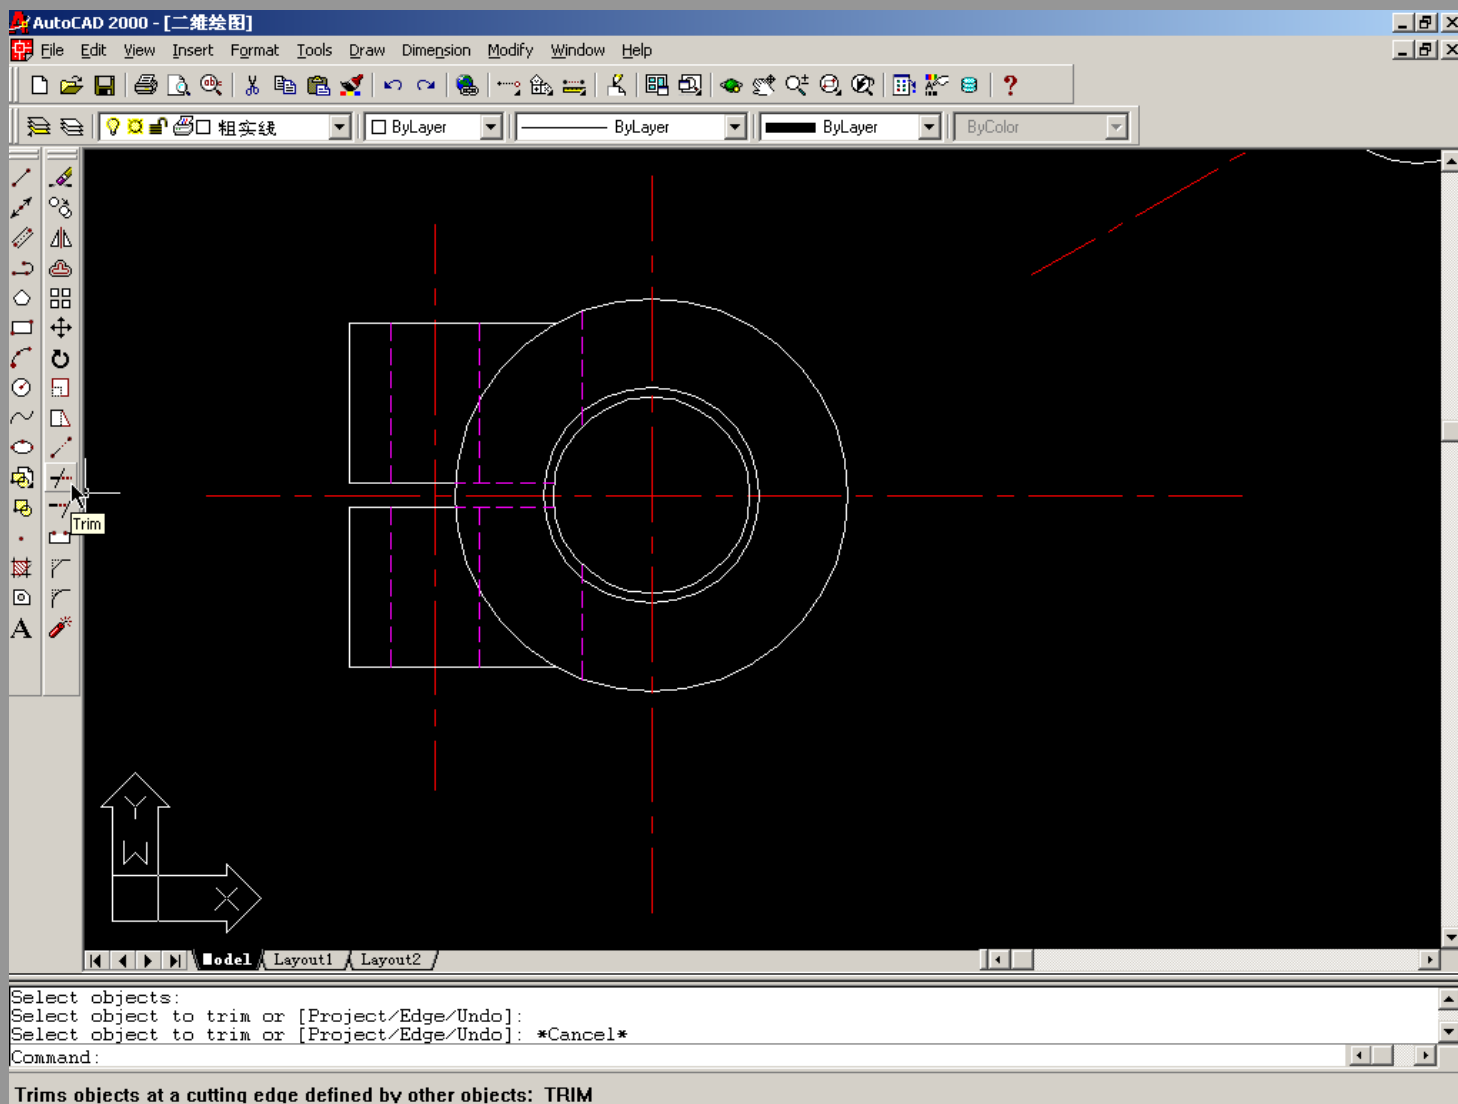 AutoCAD 2000 - [二维绘图]
File Edit View Insert Format Tools Draw Dimension Modify Window Help
粗实线 ByLayer ByLayer ByLayer ByColor
Trim
Y
W
X
Model Layout1 Layout2
Select objects:
Select object to trim or [Project/Edge/Undo]:
Select object to trim or [Project/Edge/Undo]: *Cancel*
Command:
Trims objects at a cutting edge defined by other objects: TRIM